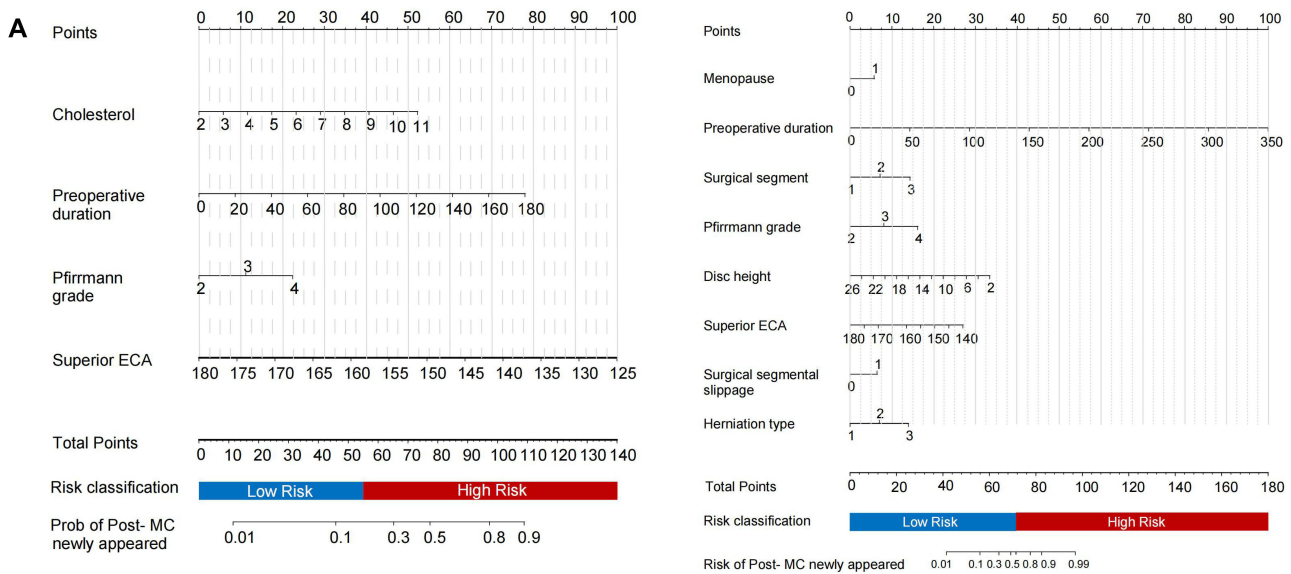 A
Points
0 10 20 30 40 50 60 70 80 90 100
Cholesterol
2 3 4 5 6 7 8 9 10 11
Preoperative
duration
0 20 40 60 80 100 120 140 160 180
3
Pfirrmann
grade
2 4
Superior ECA
180 175 170 165 160 155 150 145 140 135 130 125
Total Points
0 10 20 30 40 50 60 70 80 90 100 110 120 130 140
Risk classification
Low Risk High Risk
Prob of Post- MC
newly appeared
0.01 0.1 0.3 0.5 0.8 0.9
Points
0 10 20 30 40 50 60 70 80 90 100
Menopause
1
0
Preoperative duration
0 50 100 150 200 250 300 350
Surgical segment
2
1 3
Pfirrmann grade
3
2 4
Disc height
26 22 18 14 10 6 2
Superior ECA
180 170 160 150 140
1
Surgical segmental
slippage
0
Herniation type
2
1 3
Total Points
0 20 40 60 80 100 120 140 160 180
Risk classification
Low Risk High Risk
Risk of Post- MC newly appeared
0.01 0.1 0.3 0.5 0.8 0.9 0.99